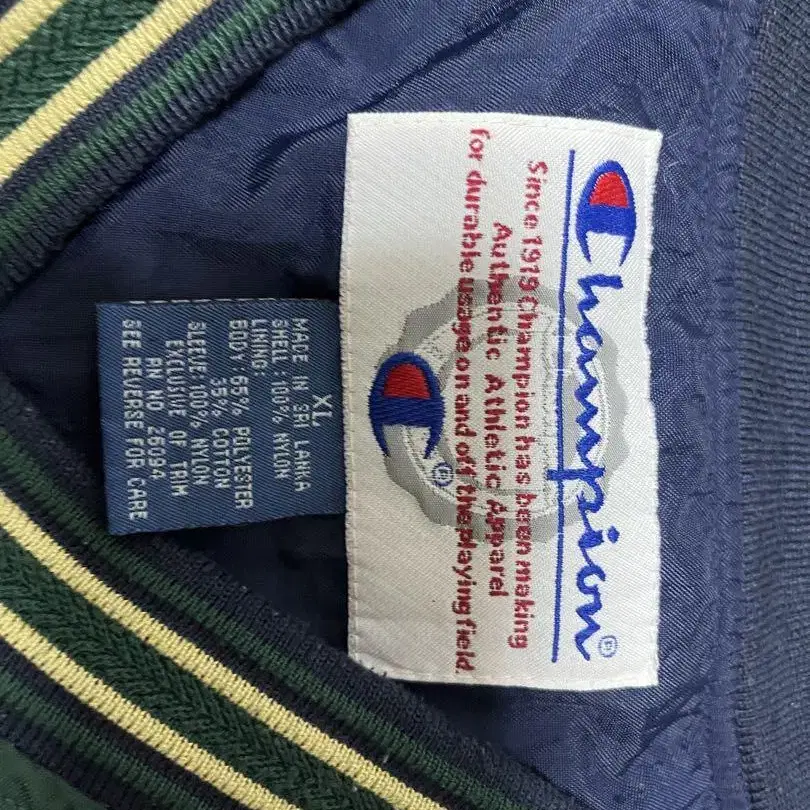 Champion®
Since 1919 Champion has been making
Authentic Athletic Apparel
for durable usage on and off the playing field.
®
XL
MADE IN SRI LANKA
SHELL: 100% NYLON
LINING:
BODY: 65% POLYESTER
35% COTTON
SLEEVE: 100% NYLON
EXCLUSIVE OF TRIM
RN NO 26094
SEE REVERSE FOR CARE